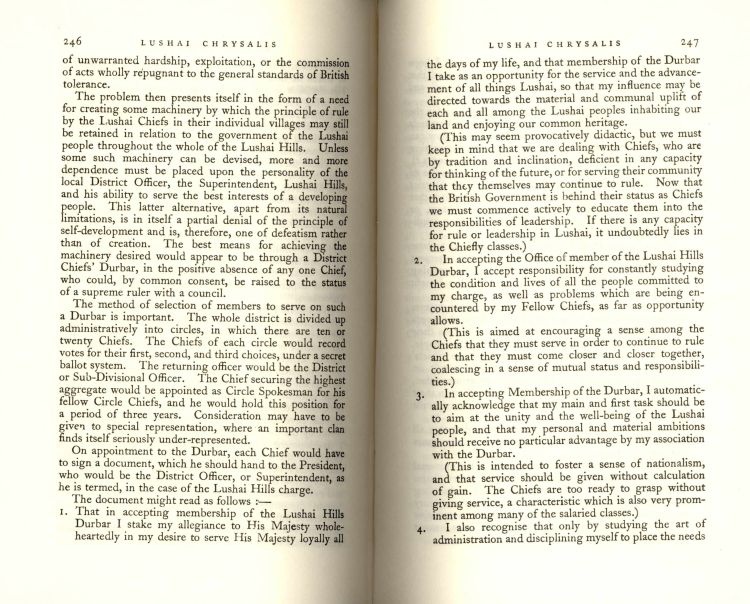 246
LUSHAI CHRYSALIS
of unwarranted hardship, exploitation, or the commission
of acts wholly repugnant to the general standards of British
tolerance.
The problem then presents itself in the form of a need
for creating some machinery by which the principle of rule
by the Lushai Chiefs in their individual villages may still
be retained in relation to the government of the Lushai
people throughout the whole of the Lushai Hills. Unless
some such machinery can be devised, more and more
dependence must be placed upon the personality of the
local District Officer, the Superintendent, Lushai Hills,
and his ability to serve the best interests of a developing
people. This latter alternative, apart from its natural
limitations, is in itself a partial denial of the principle of
self-development and is, therefore, one of defeatism rather
than of creation. The best means for achieving the
machinery desired would appear to be through a District
Chiefs' Durbar, in the positive absence of any one Chief,
who could, by common consent, be raised to the status
of a supreme ruler with a council.
The method of selection of members to serve on such
a Durbar is important. The whole district is divided up
administratively into circles, in which there are ten or
twenty Chiefs. The Chiefs of each circle would record
votes for their first, second, and third choices, under a secret
ballot system. The returning officer would be the District
or Sub-Divisional Officer. The Chief securing the highest
aggregate would be appointed as Circle Spokesman for his
fellow Circle Chiefs, and he would hold this position for
a period of three years. Consideration may have to be
given to special representation, where an important clan
finds itself seriously under-represented.
On appointment to the Durbar, each Chief would have
to sign a document, which he should hand to the President,
who would be the District Officer, or Superintendent, as
he is termed, in the case of the Lushai Hills charge.
The document might read as follows :—
1. That in accepting membership of the Lushai Hills
Durbar I stake my allegiance to His Majesty whole-
heartedly in my desire to serve His Majesty loyally all
LUSHAI CHRYSALIS
247
the days of my life, and that membership of the Durbar
I take as an opportunity for the service and the advance-
ment of all things Lushai, so that my influence may be
directed towards the material and communal uplift of
each and all among the Lushai peoples inhabiting our
land and enjoying our common heritage.
(This may seem provocatively didactic, but we must
keep in mind that we are dealing with Chiefs, who are
by tradition and inclination, deficient in any capacity
for thinking of the future, or for serving their community
that they themselves may continue to rule. Now that
the British Government is behind their status as Chiefs
we must commence actively to educate them into the
responsibilities of leadership. If there is any capacity
for rule or leadership in Lushai, it undoubtedly lies in
the Chiefly classes.)
2. In accepting the Office of member of the Lushai Hills
Durbar, I accept responsibility for constantly studying
the condition and lives of all the people committed to
my charge, as well as problems which are being en-
countered by my Fellow Chiefs, as far as opportunity
allows.
(This is aimed at encouraging a sense among the
Chiefs that they must serve in order to continue to rule
and that they must come closer and closer together,
coalescing in a sense of mutual status and responsibili-
ties.)
3. In accepting Membership of the Durbar, I automatic-
ally acknowledge that my main and first task should be
to aim at the unity and the well-being of the Lushai
people, and that my personal and material ambitions
should receive no particular advantage by my association
with the Durbar.
(This is intended to foster a sense of nationalism,
and that service should be given without calculation
of gain. The Chiefs are too ready to grasp without
giving service, a characteristic which is also very prom-
inent among many of the salaried classes.)
4. I also recognise that only by studying the art of
administration and disciplining myself to place the needs